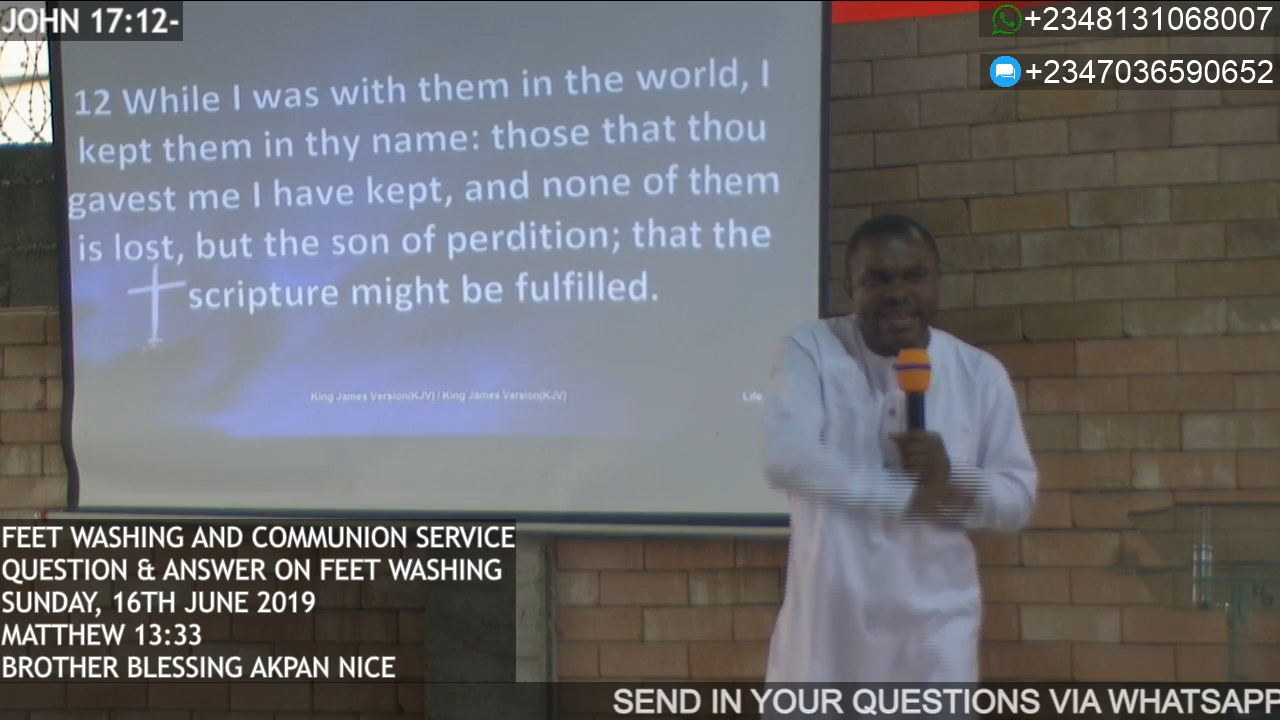 JOHN 17:12-
+2348131068007
+2347036590652
12 While I was with them in the world, I
kept them in thy name: those that thou
gavest me I have kept, and none of them
is lost, but the son of perdition; that the
scripture might be fulfilled.
King James Version(KJV) / King James Version(KJV)
Life
FEET WASHING AND COMMUNION SERVICE
QUESTION & ANSWER ON FEET WASHING
SUNDAY, 16TH JUNE 2019
MATTHEW 13:33
BROTHER BLESSING AKPAN NICE
SEND IN YOUR QUESTIONS VIA WHATSAPP